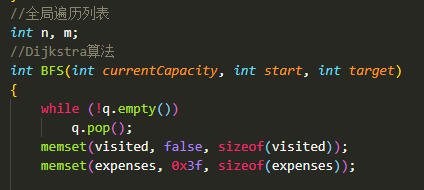 //全局遍历列表
int n, m;
//Dijkstra算法
int BFS(int currentCapacity, int start, int target)
{
    while (!q.empty())
        q.pop();
    memset(visited, false, sizeof(visited));
    memset(expenses, 0x3f, sizeof(expenses));